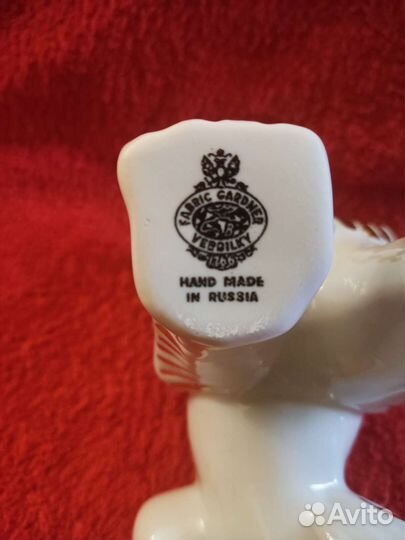 FABRIC GARDNER
VERBILKY
1766
HAND MADE
IN RUSSIA
Avito